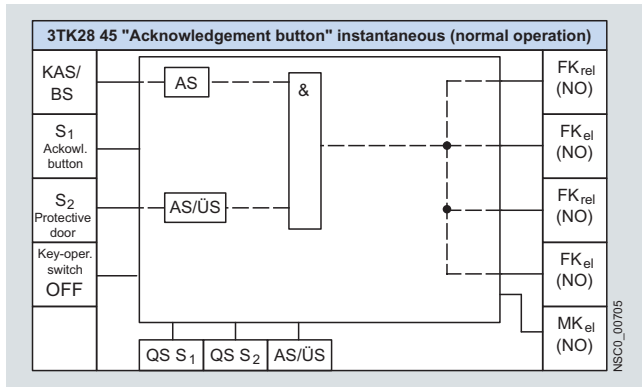 3TK28 45 "Acknowledgement button" instantaneous (normal operation)
KAS/
BS
AS
&
FKrel
(NO)
S1
Ackowl.
button
FKel
(NO)
S2
Protective
door
AS/ÜS
FKrel
(NO)
Key-oper.
switch
OFF
FKel
(NO)
MKel
(NO)
QS S1
QS S2
AS/ÜS
NSC0_00705